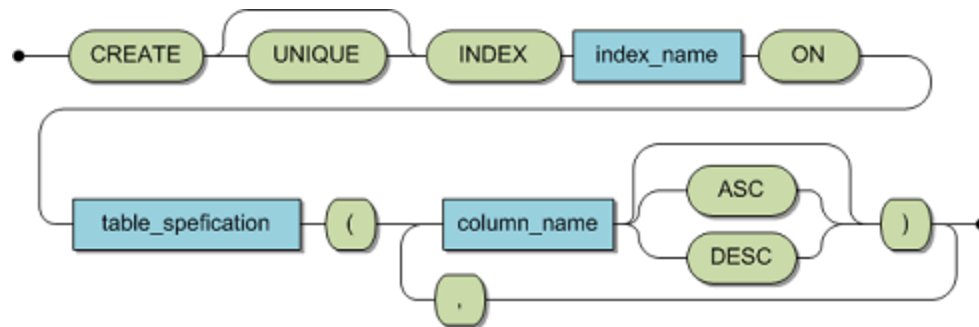 CREATE UNIQUE INDEX index_name ON
ASC
table_spefication ( column_name )
DESC
,